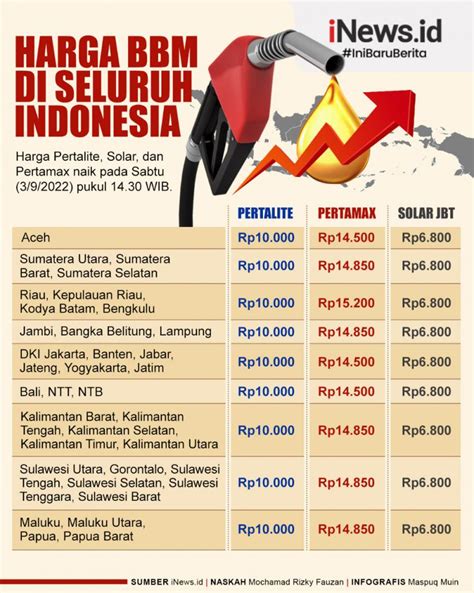 iNews.id
#IniBaruBerita
HARGA BBM
DI SELURUH
INDONESIA
Harga Pertalite, Solar, dan
Pertamax naik pada Sabtu
(3/9/2022) pukul 14.30 WIB.
PERTALITE PERTAMAX SOLAR JBT
Aceh Rp10.000 Rp14.500 Rp6.800
Sumatera Utara, Sumatera
Barat, Sumatera Selatan Rp10.000 Rp14.850 Rp6.800
Riau, Kepulauan Riau,
Kodya Batam, Bengkulu Rp10.000 Rp15.200 Rp6.800
Jambi, Bangka Belitung, Lampung Rp10.000 Rp14.850 Rp6.800
DKI Jakarta, Banten, Jabar,
Jateng, Yogyakarta, Jatim Rp10.000 Rp14.500 Rp6.800
Bali, NTT, NTB Rp10.000 Rp14.500 Rp6.800
Kalimantan Barat, Kalimantan
Tengah, Kalimantan Selatan,
Kalimantan Timur, Kalimantan Utara Rp10.000 Rp14.850 Rp6.800
Sulawesi Utara, Gorontalo, Sulawesi
Tengah, Sulawesi Selatan, Sulawesi
Tenggara, Sulawesi Barat Rp10.000 Rp14.850 Rp6.800
Maluku, Maluku Utara,
Papua, Papua Barat Rp10.000 Rp14.850 Rp6.800
SUMBER iNews.id | NASKAH Mochamad Rizky Fauzan | INFOGRAFIS Maspuq Muin